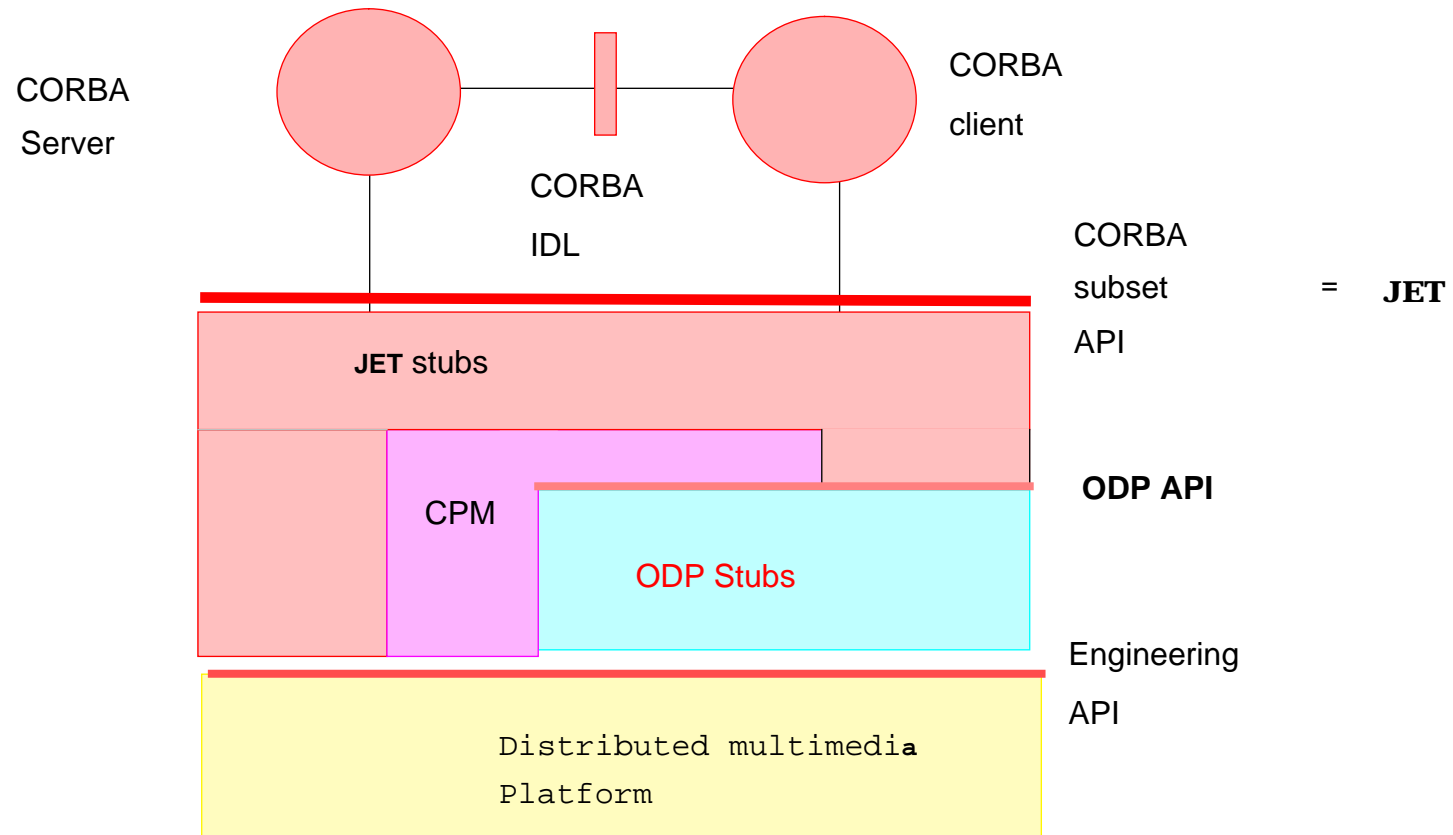 CORBA
Server
CORBA
client
CORBA
IDL
CORBA
subset = JET
API
JET stubs
ODP API
CPM
ODP Stubs
Engineering
API
Distributed multimedia
Platform